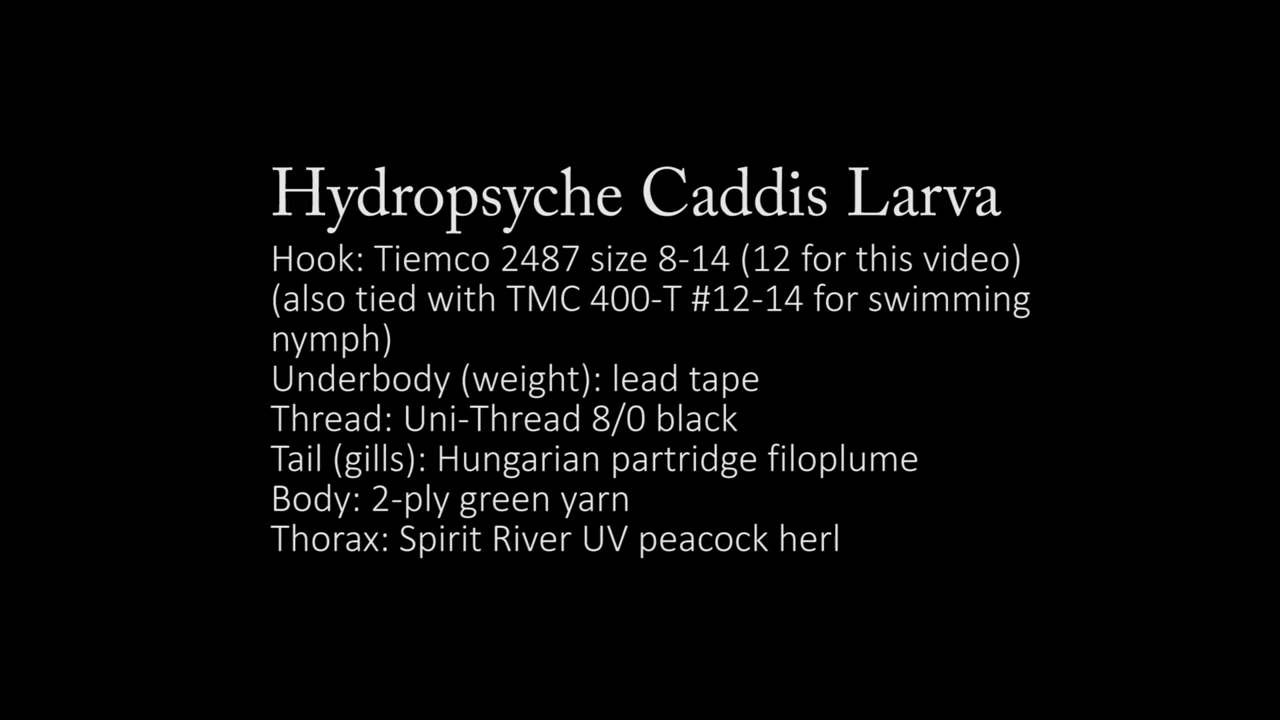 Hydropsyche Caddis Larva
Hook: Tiemco 2487 size 8-14 (12 for this video)
(also tied with TMC 400-T #12-14 for swimming
nymph)
Underbody (weight): lead tape
Thread: Uni-Thread 8/0 black
Tail (gills): Hungarian partridge filoplume
Body: 2-ply green yarn
Thorax: Spirit River UV peacock herl